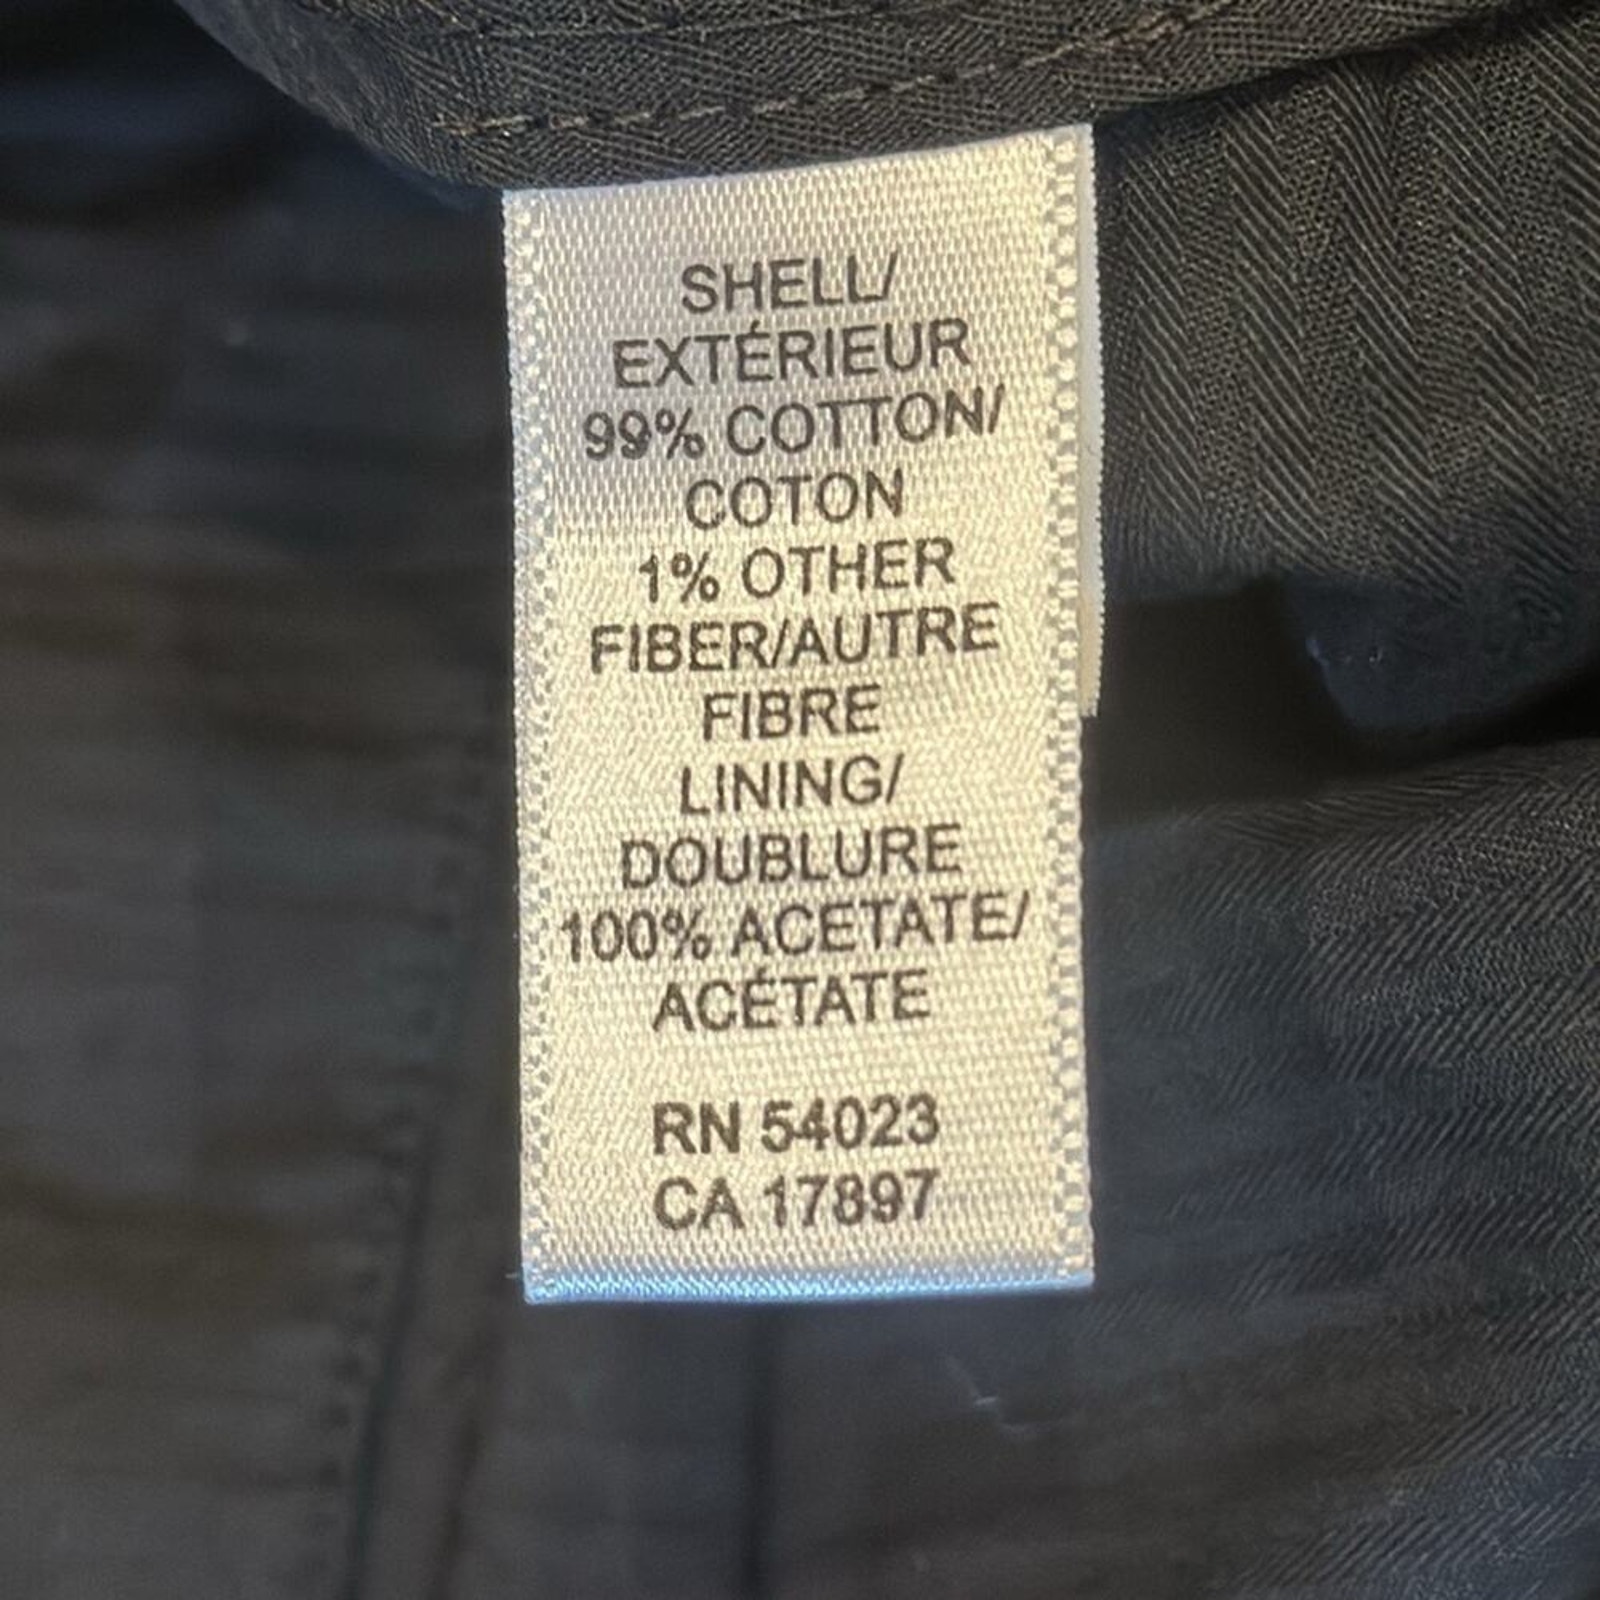 SHELL/
EXTÉRIEUR
99% COTTON/
COTON
1% OTHER
FIBER/AUTRE
FIBRE
LINING/
DOUBLURE
100% ACETATE/
ACÉTATE
RN 54023
CA 17897